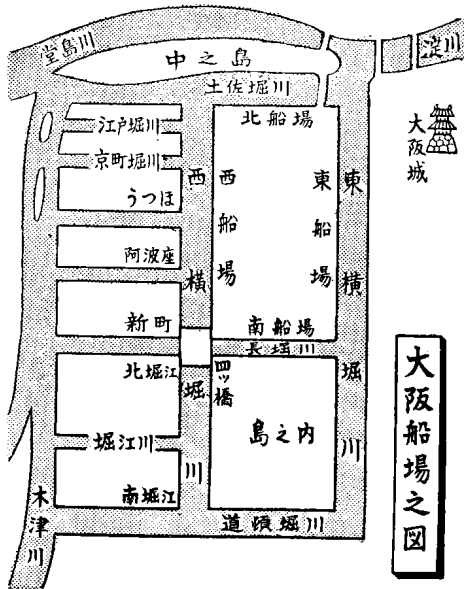 堂島川
中之島
淀川
土佐堀川
江戸堀川
京町堀川
うつほ
阿波座
新町
北堀江
堀江川
南堀江
木津川
西横堀川
北船場
西船場
東船場
南船場
長堀川
四ッ橋
島之内
道頓堀川
東横堀川
大阪城
大阪船場之図